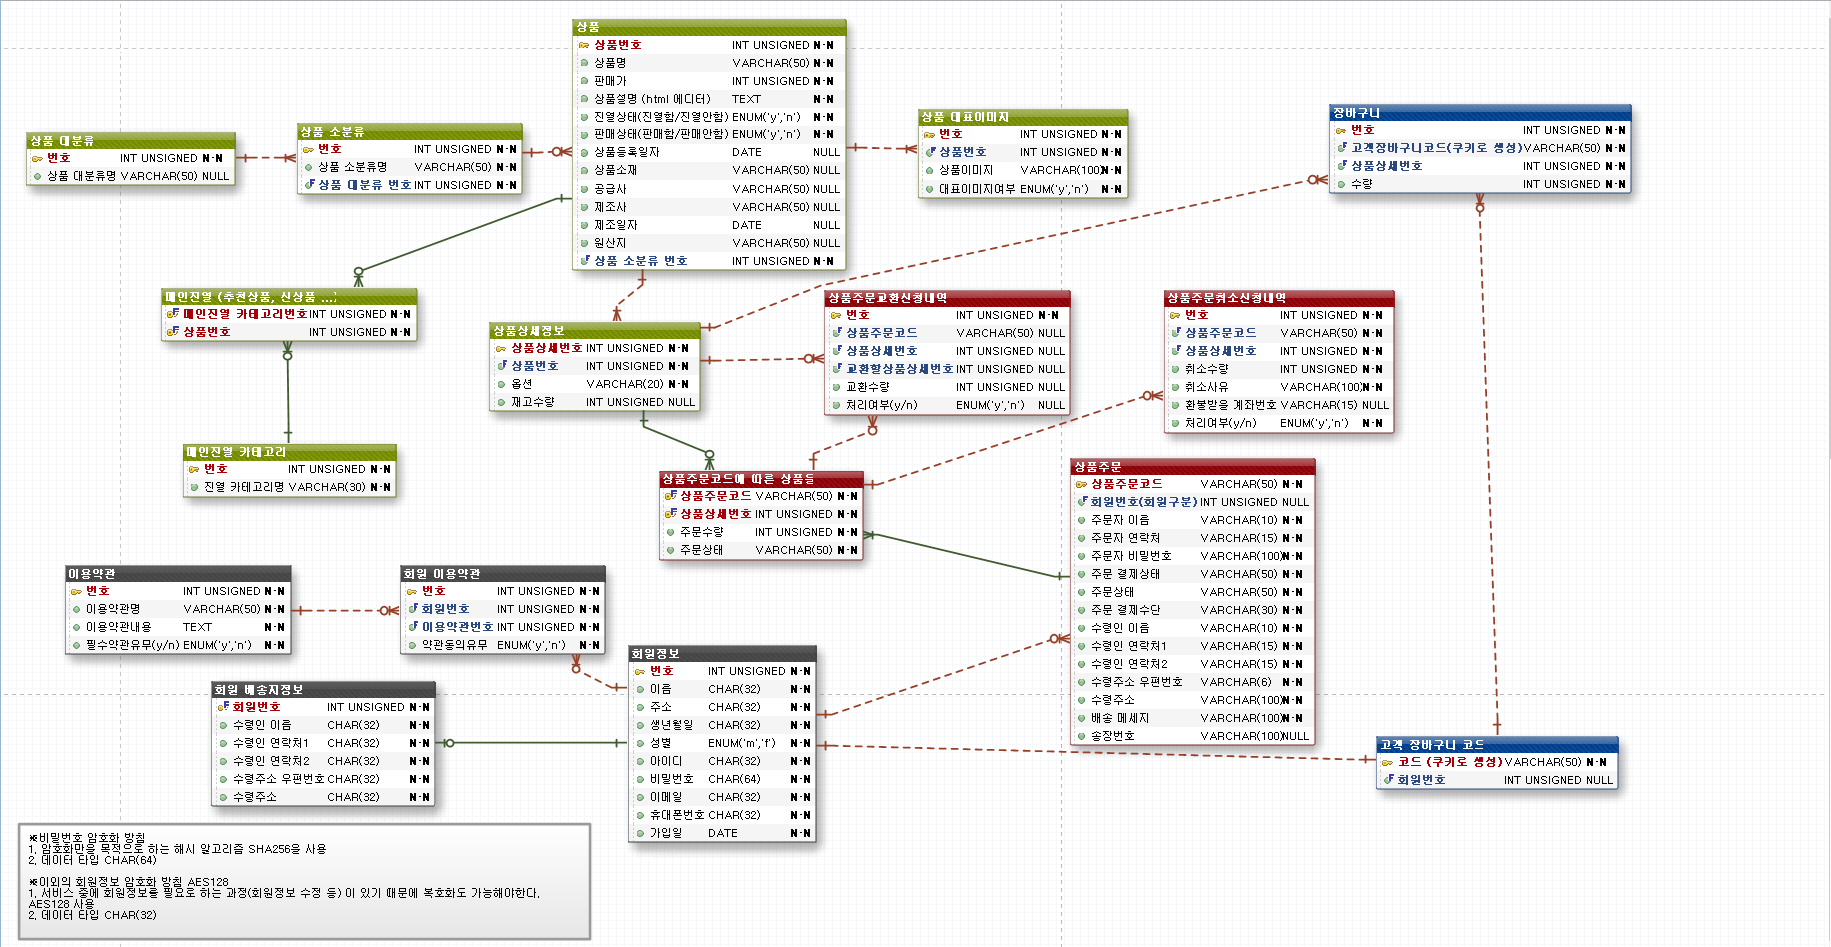 상품
상품번호 INT UNSIGNED N-N
상품명 VARCHAR(50) N-N
판매가 INT UNSIGNED N-N
상품설명 (html 에디터) TEXT N-N
진열상태(진열함/진열안함) ENUM('y','n') N-N
판매상태(판매함/판매안함) ENUM('y','n') N-N
상품등록일자 DATE NULL
상품소재 VARCHAR(50) NULL
공급사 VARCHAR(50) NULL
제조사 VARCHAR(50) NULL
제조일자 DATE NULL
원산지 VARCHAR(50) NULL
상품 소분류 번호 INT UNSIGNED N-N
상품 대분류
번호 INT UNSIGNED N-N
상품 대분류명 VARCHAR(50) NULL
상품 소분류
번호 INT UNSIGNED N-N
상품 소분류명 VARCHAR(50) N-N
상품 대분류 번호 INT UNSIGNED N-N
상품 대표이미지
번호 INT UNSIGNED N-N
상품번호 INT UNSIGNED N-N
상품이미지 VARCHAR(100) N-N
대표이미지여부 ENUM('y','n') N-N
장바구니
번호 INT UNSIGNED N-N
고객장바구니코드(쿠키로 생성) VARCHAR(50) N-N
상품상세번호 INT UNSIGNED N-N
수량 INT UNSIGNED N-N
메인진열 (추천상품, 신상품 ...)
메인진열 카테고리번호 INT UNSIGNED N-N
상품번호 INT UNSIGNED N-N
상품상세정보
상품상세번호 INT UNSIGNED N-N
상품번호 INT UNSIGNED N-N
옵션 VARCHAR(20) N-N
재고수량 INT UNSIGNED NULL
상품주문교환신청내역
번호 INT UNSIGNED N-N
상품주문코드 VARCHAR(50) NULL
상품상세번호 INT UNSIGNED NULL
교환할상품상세번호 INT UNSIGNED NULL
교환수량 INT UNSIGNED NULL
처리여부(y/n) ENUM('y','n') NULL
상품주문취소신청내역
번호 INT UNSIGNED N-N
상품주문코드 VARCHAR(50) N-N
상품상세번호 INT UNSIGNED N-N
취소수량 INT UNSIGNED N-N
취소사유 VARCHAR(100) N-N
환불받을 계좌번호 VARCHAR(15) NULL
처리여부(y/n) ENUM('y','n') N-N
메인진열 카테고리
번호 INT UNSIGNED N-N
진열 카테고리명 VARCHAR(30) N-N
상품주문코드에 따른 상품들
상품주문코드 VARCHAR(50) N-N
상품상세번호 INT UNSIGNED N-N
주문수량 INT UNSIGNED N-N
주문상태 VARCHAR(50) N-N
상품주문
상품주문코드 VARCHAR(50) N-N
회원번호(회원구분) INT UNSIGNED NULL
주문자 이름 VARCHAR(10) N-N
주문자 연락처 VARCHAR(15) N-N
주문자 비밀번호 VARCHAR(100) N-N
주문 결제상태 VARCHAR(50) N-N
주문상태 VARCHAR(50) N-N
주문 결제수단 VARCHAR(30) N-N
수령인 이름 VARCHAR(10) N-N
수령인 연락처1 VARCHAR(15) N-N
수령인 연락처2 VARCHAR(15) N-N
수령주소 우편번호 VARCHAR(6) N-N
수령주소 VARCHAR(100) N-N
배송 메세지 VARCHAR(100) N-N
송장번호 VARCHAR(100) NULL
이용약관
번호 INT UNSIGNED N-N
이용약관명 VARCHAR(50) N-N
이용약관내용 TEXT N-N
필수약관유무(y/n) ENUM('y','n') N-N
회원 이용약관
번호 INT UNSIGNED N-N
회원번호 INT UNSIGNED N-N
이용약관번호 INT UNSIGNED N-N
약관동의유무 ENUM('y','n') N-N
회원정보
번호 INT UNSIGNED N-N
이름 CHAR(32) N-N
주소 CHAR(32) N-N
생년월일 CHAR(32) N-N
성별 ENUM('m','f') N-N
아이디 CHAR(32) N-N
비밀번호 CHAR(64) N-N
이메일 CHAR(32) N-N
휴대폰번호 CHAR(32) N-N
가입일 DATE N-N
회원 배송지정보
회원번호 INT UNSIGNED N-N
수령인 이름 CHAR(32) N-N
수령인 연락처1 CHAR(32) N-N
수령인 연락처2 CHAR(32) N-N
수령주소 우편번호 CHAR(32) N-N
수령주소 CHAR(32) N-N
고객 장바구니 코드
코드 (쿠키로 생성) VARCHAR(50) N-N
회원번호 INT UNSIGNED NULL
※비밀번호 암호화 방침
1. 암호화만을 목적으로 하는 해시 알고리즘 SHA256을 사용
2. 데이터 타입 CHAR(64)
※이외의 회원정보 암호화 방침 AES128
1. 서비스 중에 회원정보를 필요로 하는 과정(회원정보 수정 등) 이 있기 때문에 복호화도 가능해야한다.
AES128 사용
2. 데이터 타입 CHAR(32)